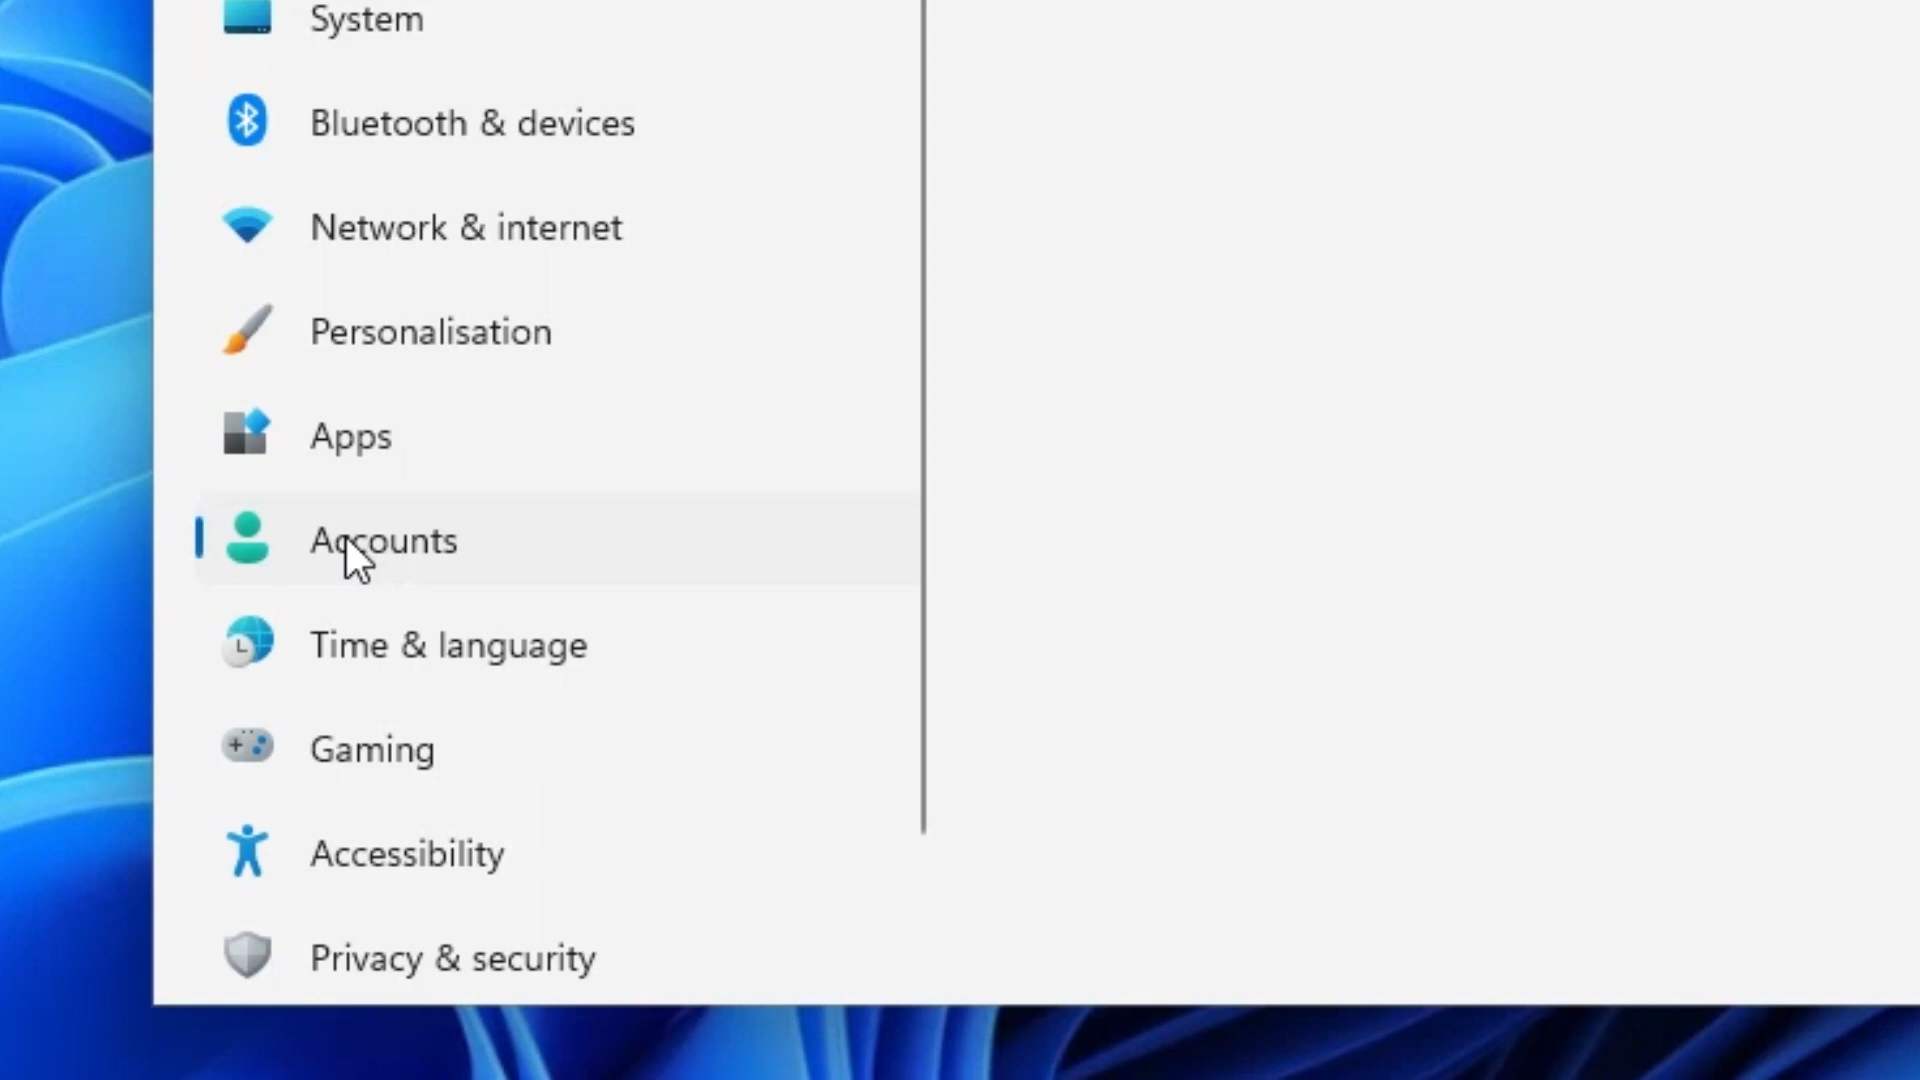 System
Bluetooth & devices
Network & internet
Personalisation
Apps
Accounts
Time & language
Gaming
Accessibility
Privacy & security